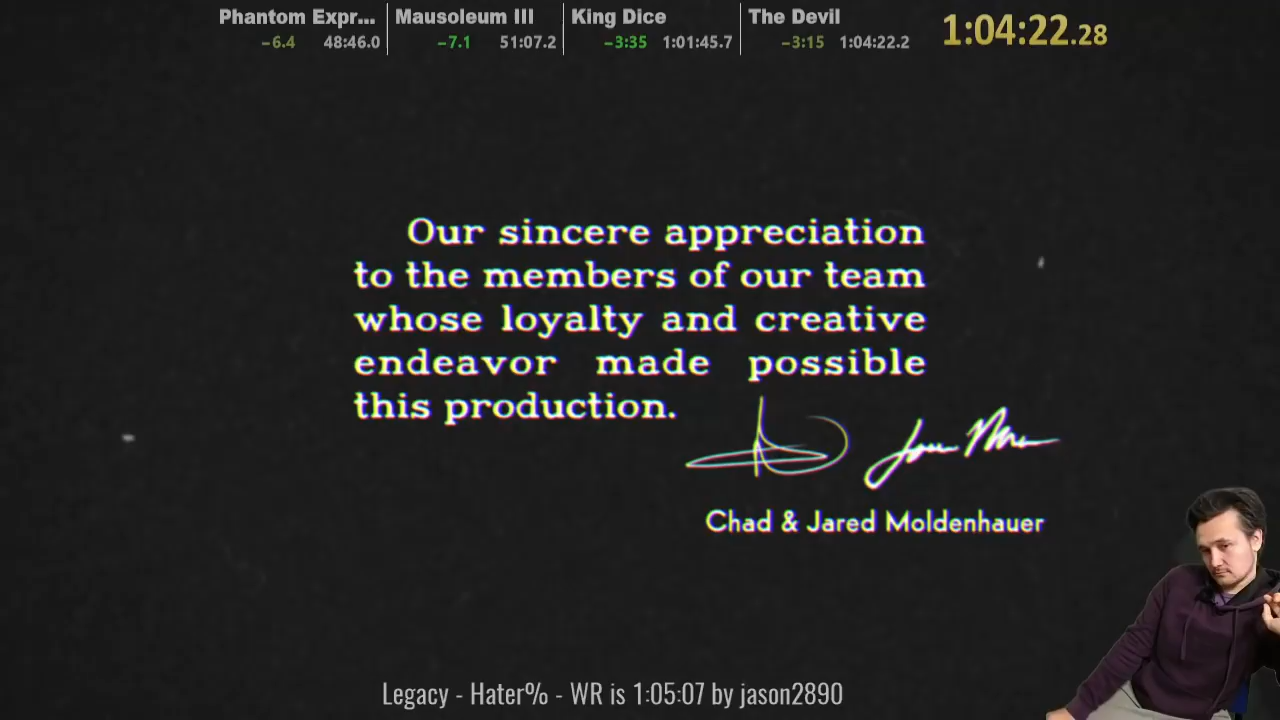 Phantom Expr... Mausoleum III King Dice The Devil 1:04:22.28
−6.4 48:46.0 −7.1 51:07.2 −3:35 1:01:45.7 −3:15 1:04:22.2
Our sincere appreciation
to the members of our team
whose loyalty and creative
endeavor made possible
this production.
Chad & Jared Moldenhauer
Legacy - Hater% - WR is 1:05:07 by jason2890